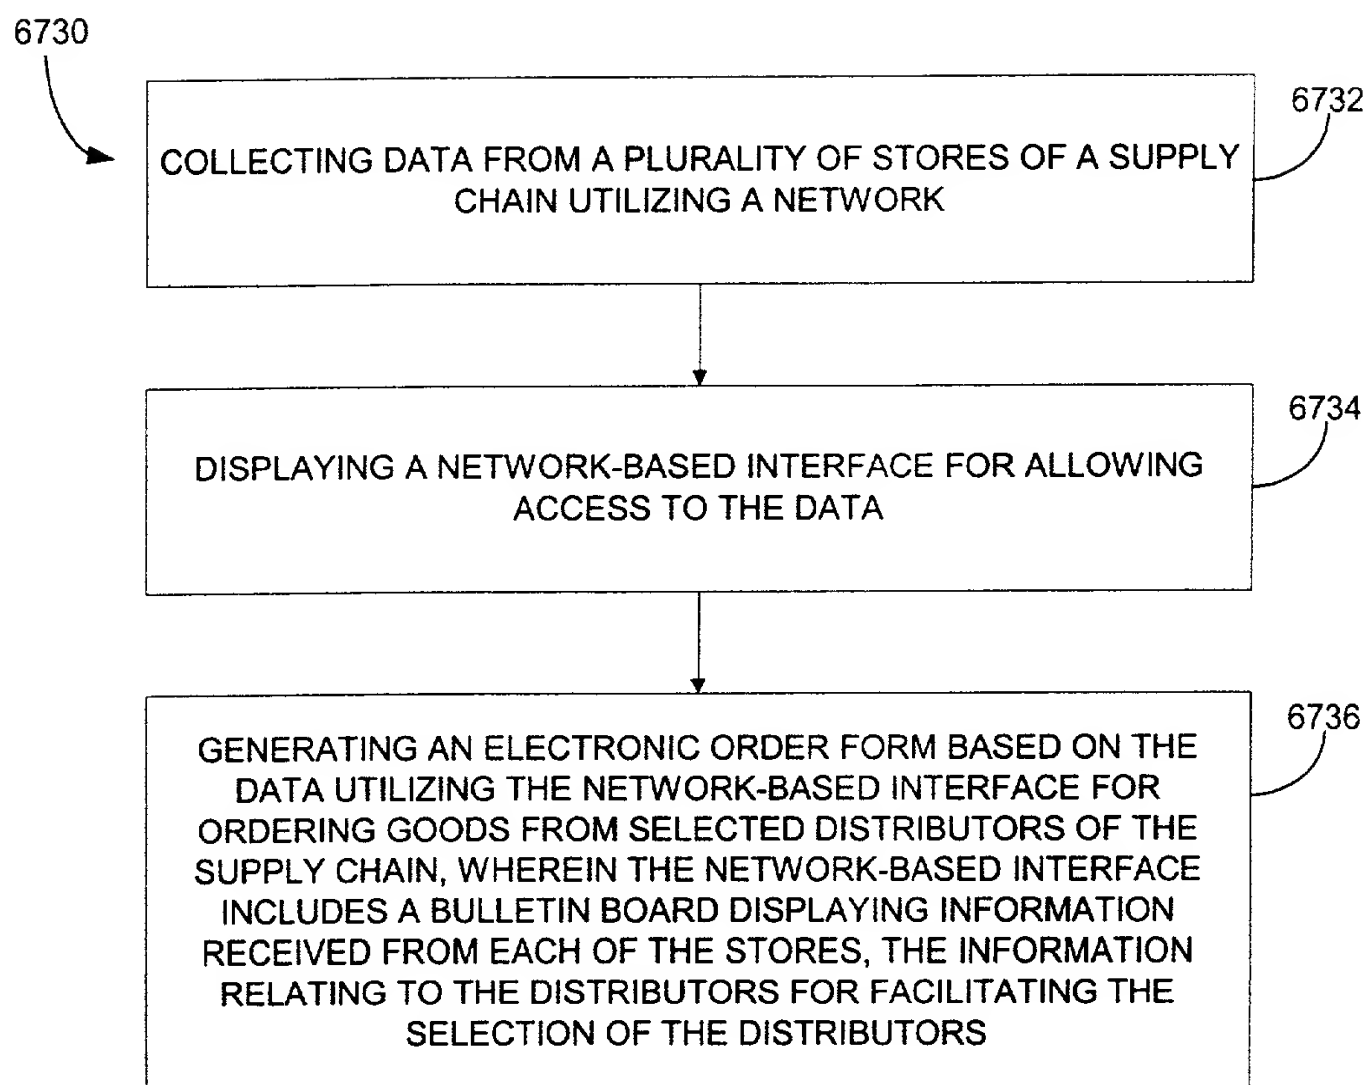 6730
6732
COLLECTING DATA FROM A PLURALITY OF STORES OF A SUPPLY
CHAIN UTILIZING A NETWORK
6734
DISPLAYING A NETWORK-BASED INTERFACE FOR ALLOWING
ACCESS TO THE DATA
6736
GENERATING AN ELECTRONIC ORDER FORM BASED ON THE
DATA UTILIZING THE NETWORK-BASED INTERFACE FOR
ORDERING GOODS FROM SELECTED DISTRIBUTORS OF THE
SUPPLY CHAIN, WHEREIN THE NETWORK-BASED INTERFACE
INCLUDES A BULLETIN BOARD DISPLAYING INFORMATION
RECEIVED FROM EACH OF THE STORES, THE INFORMATION
RELATING TO THE DISTRIBUTORS FOR FACILITATING THE
SELECTION OF THE DISTRIBUTORS